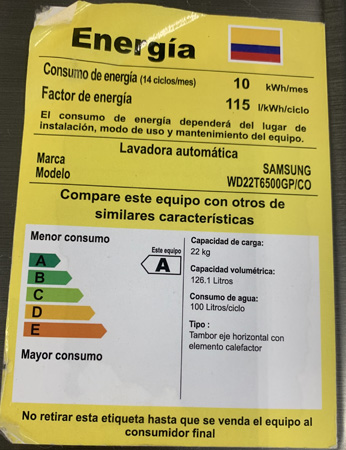 Energía
Consumo de energía (14 ciclos/mes) 10 kWh/mes
Factor de energía 115 l/kWh/ciclo
El consumo de energía dependerá del lugar de
instalación, modo de uso y mantenimiento del equipo.
Lavadora automática
Marca SAMSUNG
Modelo WD22T6500GP/CO
Compare este equipo con otros de
similares características
Menor consumo
Este equipo
A
A
B
C
D
E
Mayor consumo
Capacidad de carga:
22 kg
Capacidad volumétrica:
126.1 Litros
Consumo de agua:
100 Litros/ciclo
Tipo :
Tambor eje horizontal con
elemento calefactor
No retirar esta etiqueta hasta que se venda el equipo al
consumidor final